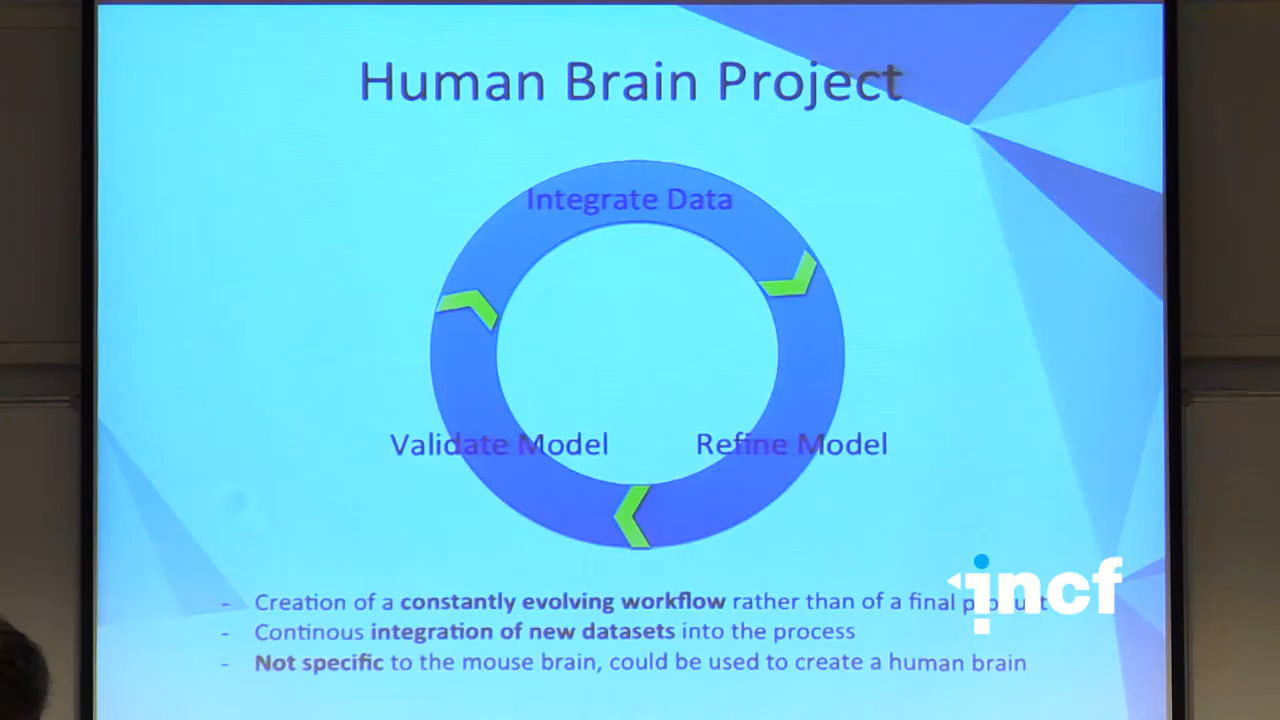 Human Brain Project
Integrate Data
Validate Model
Refine Model
- Creation of a constantly evolving workflow rather than of a final product
- Continous integration of new datasets into the process
- Not specific to the mouse brain, could be used to create a human brain
incf